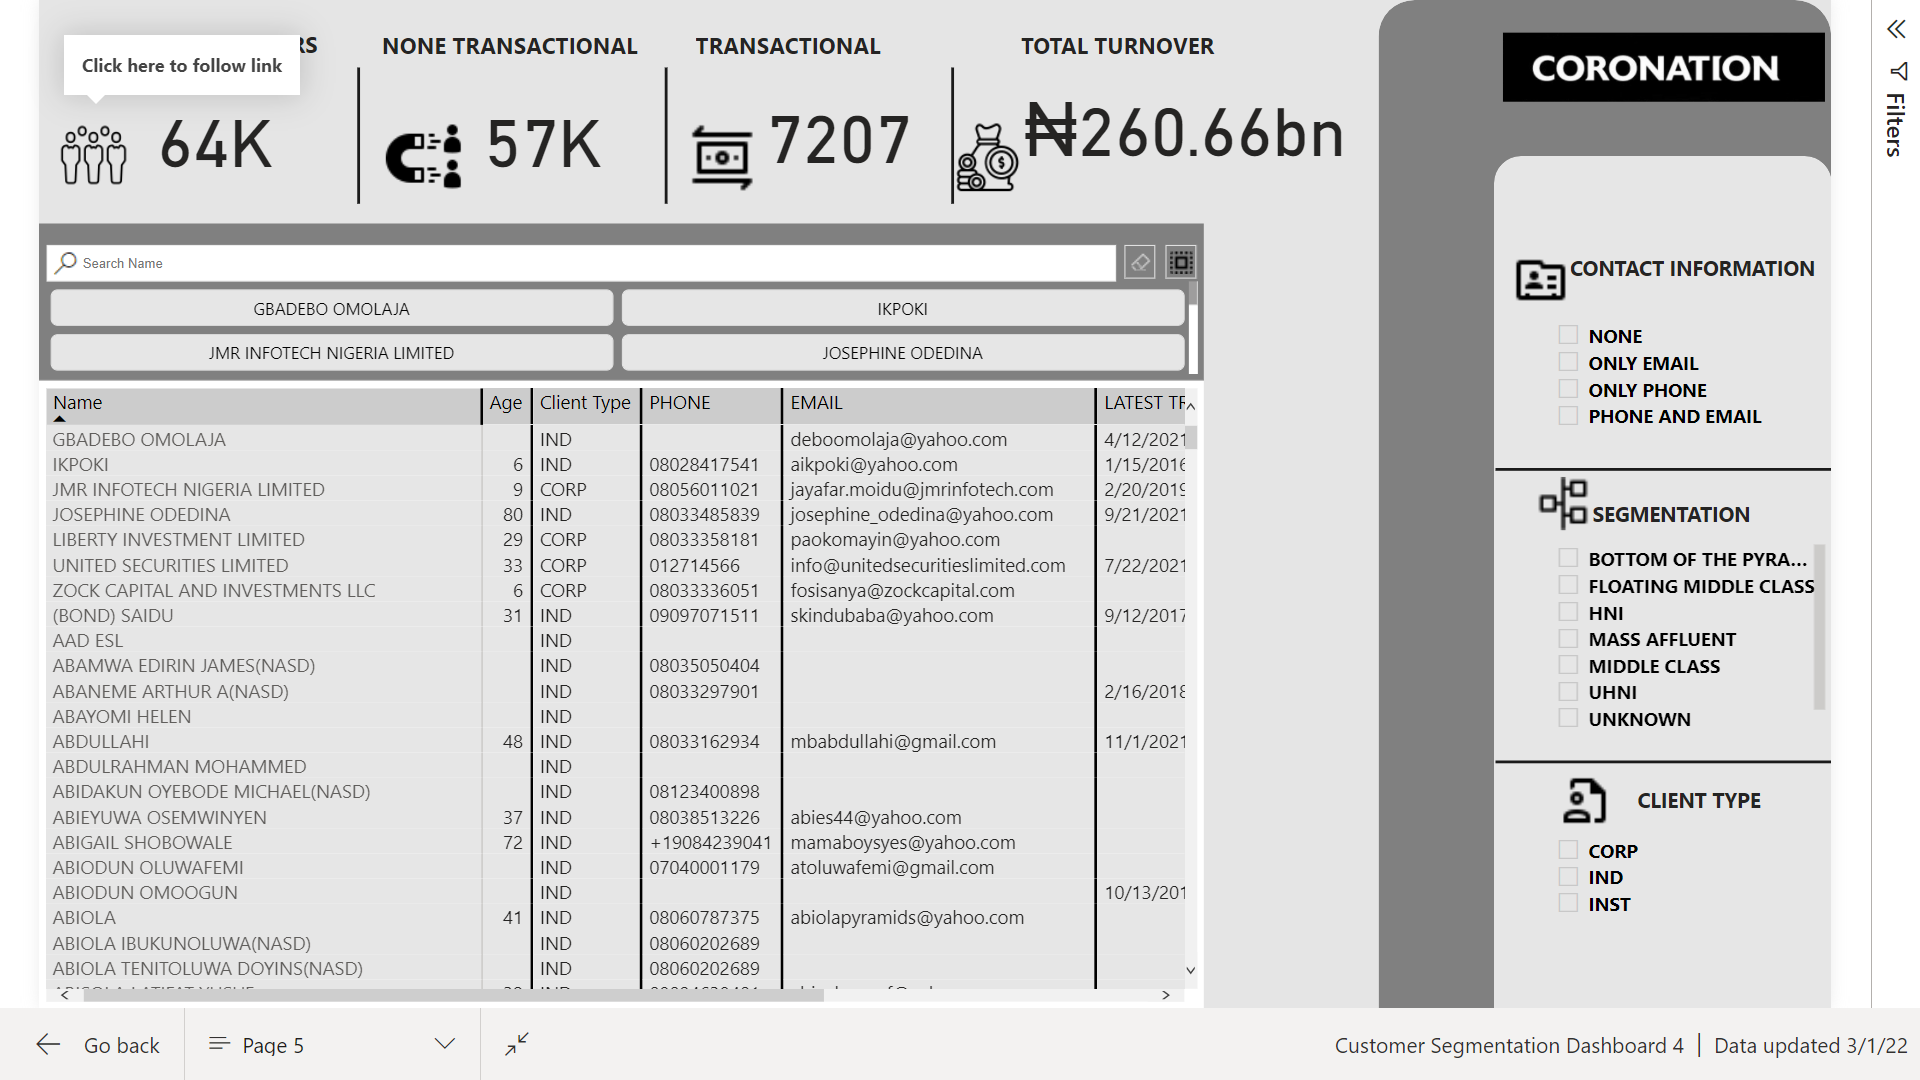 RS
NONE TRANSACTIONAL
TRANSACTIONAL
TOTAL TURNOVER
Click here to follow link
64K
57K
7207
₦260.66bn
CORONATION
Filters
Search Name
GBADEBO OMOLAJA
IKPOKI
JMR INFOTECH NIGERIA LIMITED
JOSEPHINE ODEDINA
Name Age Client Type PHONE EMAIL LATEST TR
GBADEBO OMOLAJA IND deboomolaja@yahoo.com 4/12/2021
IKPOKI 6 IND 08028417541 aikpoki@yahoo.com 1/15/2016
JMR INFOTECH NIGERIA LIMITED 9 CORP 08056011021 jayafar.moidu@jmrinfotech.com 2/20/2019
JOSEPHINE ODEDINA 80 IND 08033485839 josephine_odedina@yahoo.com 9/21/2021
LIBERTY INVESTMENT LIMITED 29 CORP 08033358181 paokomayin@yahoo.com
UNITED SECURITIES LIMITED 33 CORP 012714566 info@unitedsecuritieslimited.com 7/22/2021
ZOCK CAPITAL AND INVESTMENTS LLC 6 CORP 08033336051 fosisanya@zockcapital.com
(BOND) SAIDU 31 IND 09097071511 skindubaba@yahoo.com 9/12/2017
AAD ESL IND
ABAMWA EDIRIN JAMES(NASD) IND 08035050404
ABANEME ARTHUR A(NASD) IND 08033297901 2/16/2018
ABAYOMI HELEN IND
ABDULLAHI 48 IND 08033162934 mbabdullahi@gmail.com 11/1/2021
ABDULRAHMAN MOHAMMED IND
ABIDAKUN OYEBODE MICHAEL(NASD) IND 08123400898
ABIEYUWA OSEMWINYEN 37 IND 08038513226 abies44@yahoo.com
ABIGAIL SHOBOWALE 72 IND +19084239041 mamaboysyes@yahoo.com
ABIODUN OLUWAFEMI IND 07040001179 atoluwafemi@gmail.com
ABIODUN OMOOGUN IND 10/13/201
ABIOLA 41 IND 08060787375 abiolapyramids@yahoo.com
ABIOLA IBUKUNOLUWA(NASD) IND 08060202689
ABIOLA TENITOLUWA DOYINS(NASD) IND 08060202689
CONTACT INFORMATION
NONE
ONLY EMAIL
ONLY PHONE
PHONE AND EMAIL
SEGMENTATION
BOTTOM OF THE PYRA...
FLOATING MIDDLE CLASS
HNI
MASS AFFLUENT
MIDDLE CLASS
UHNI
UNKNOWN
CLIENT TYPE
CORP
IND
INST
Go back
Page 5
Customer Segmentation Dashboard 4 | Data updated 3/1/22